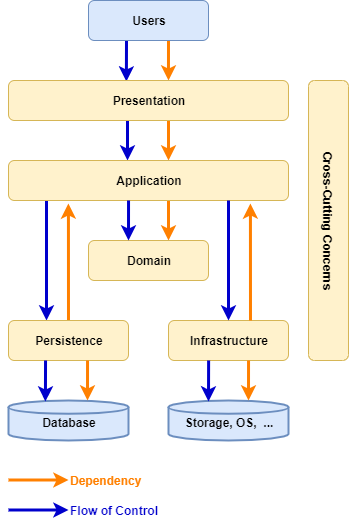 Users
Presentation
Application
Cross-Cutting Concerns
Domain
Persistence
Infrastructure
Database
Storage, OS, ...
Dependency
Flow of Control